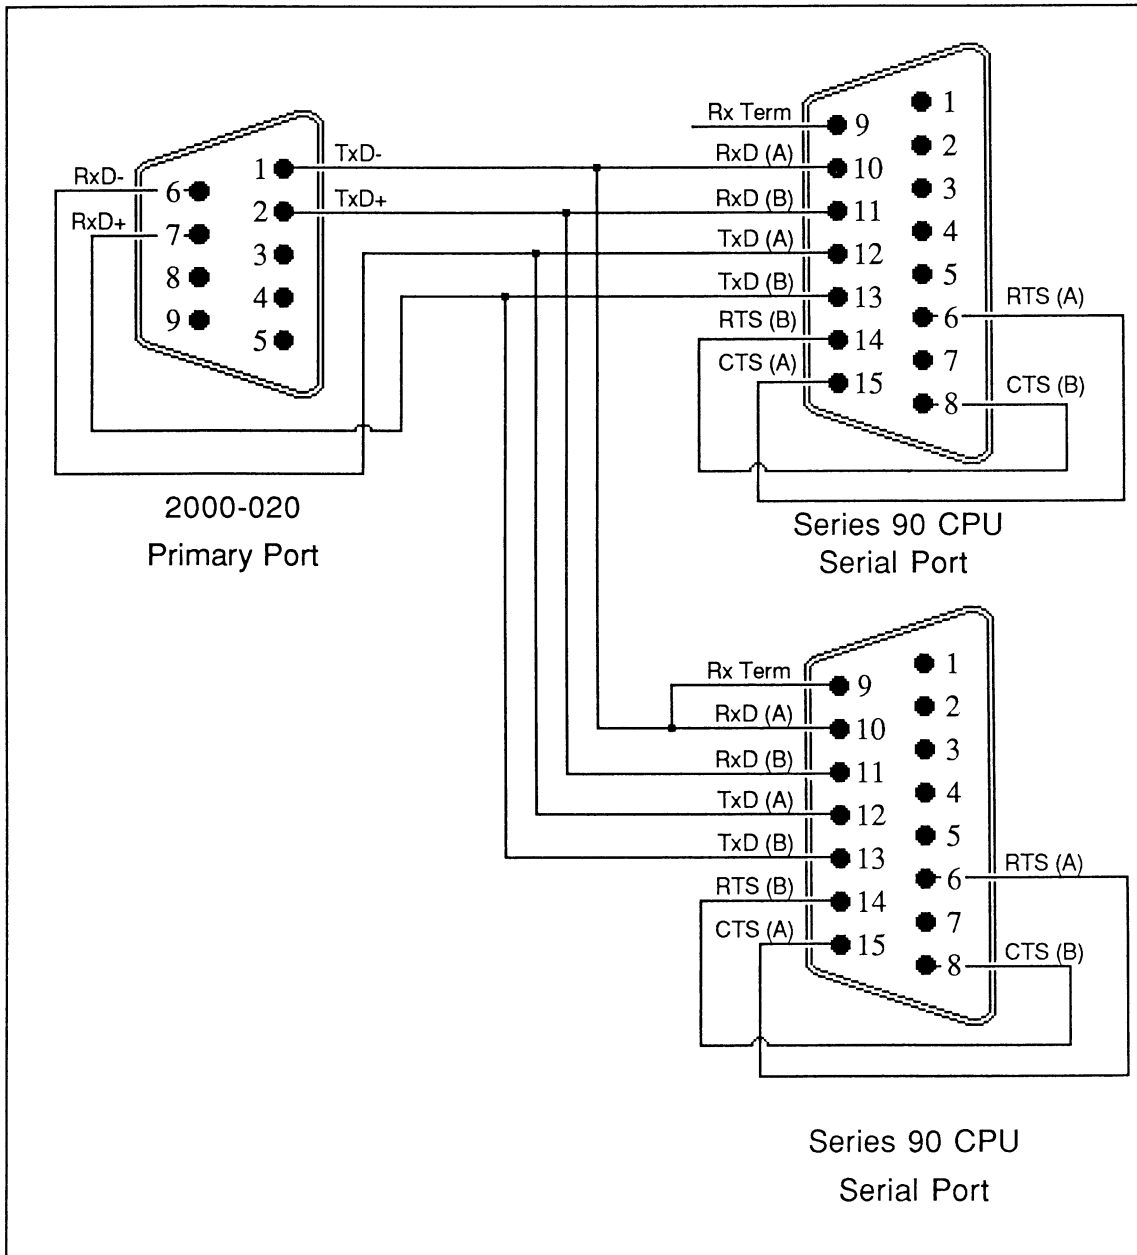 RxD-
RxD+
6
7
8
9
1
2
3
4
5
TxD-
TxD+
2000-020
Primary Port
Rx Term
RxD (A)
RxD (B)
TxD (A)
TxD (B)
RTS (B)
CTS (A)
9
10
11
12
13
14
15
1
2
3
4
5
6
7
8
RTS (A)
CTS (B)
Series 90 CPU
Serial Port
Rx Term
RxD (A)
RxD (B)
TxD (A)
TxD (B)
RTS (B)
CTS (A)
9
10
11
12
13
14
15
1
2
3
4
5
6
7
8
RTS (A)
CTS (B)
Series 90 CPU
Serial Port